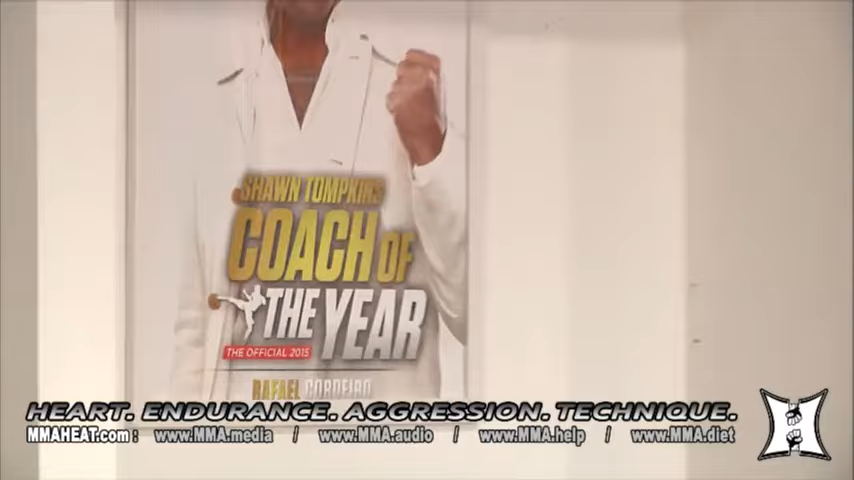 SHAWN TOMPKINS
COACH OF
THE YEAR
THE OFFICIAL 2015
RAFAEL CORDEIRO
HEART. ENDURANCE. AGGRESSION. TECHNIQUE.
MMAHEAT.com : www.MMA.media / www.MMA.audio / www.MMA.help / www.MMA.diet